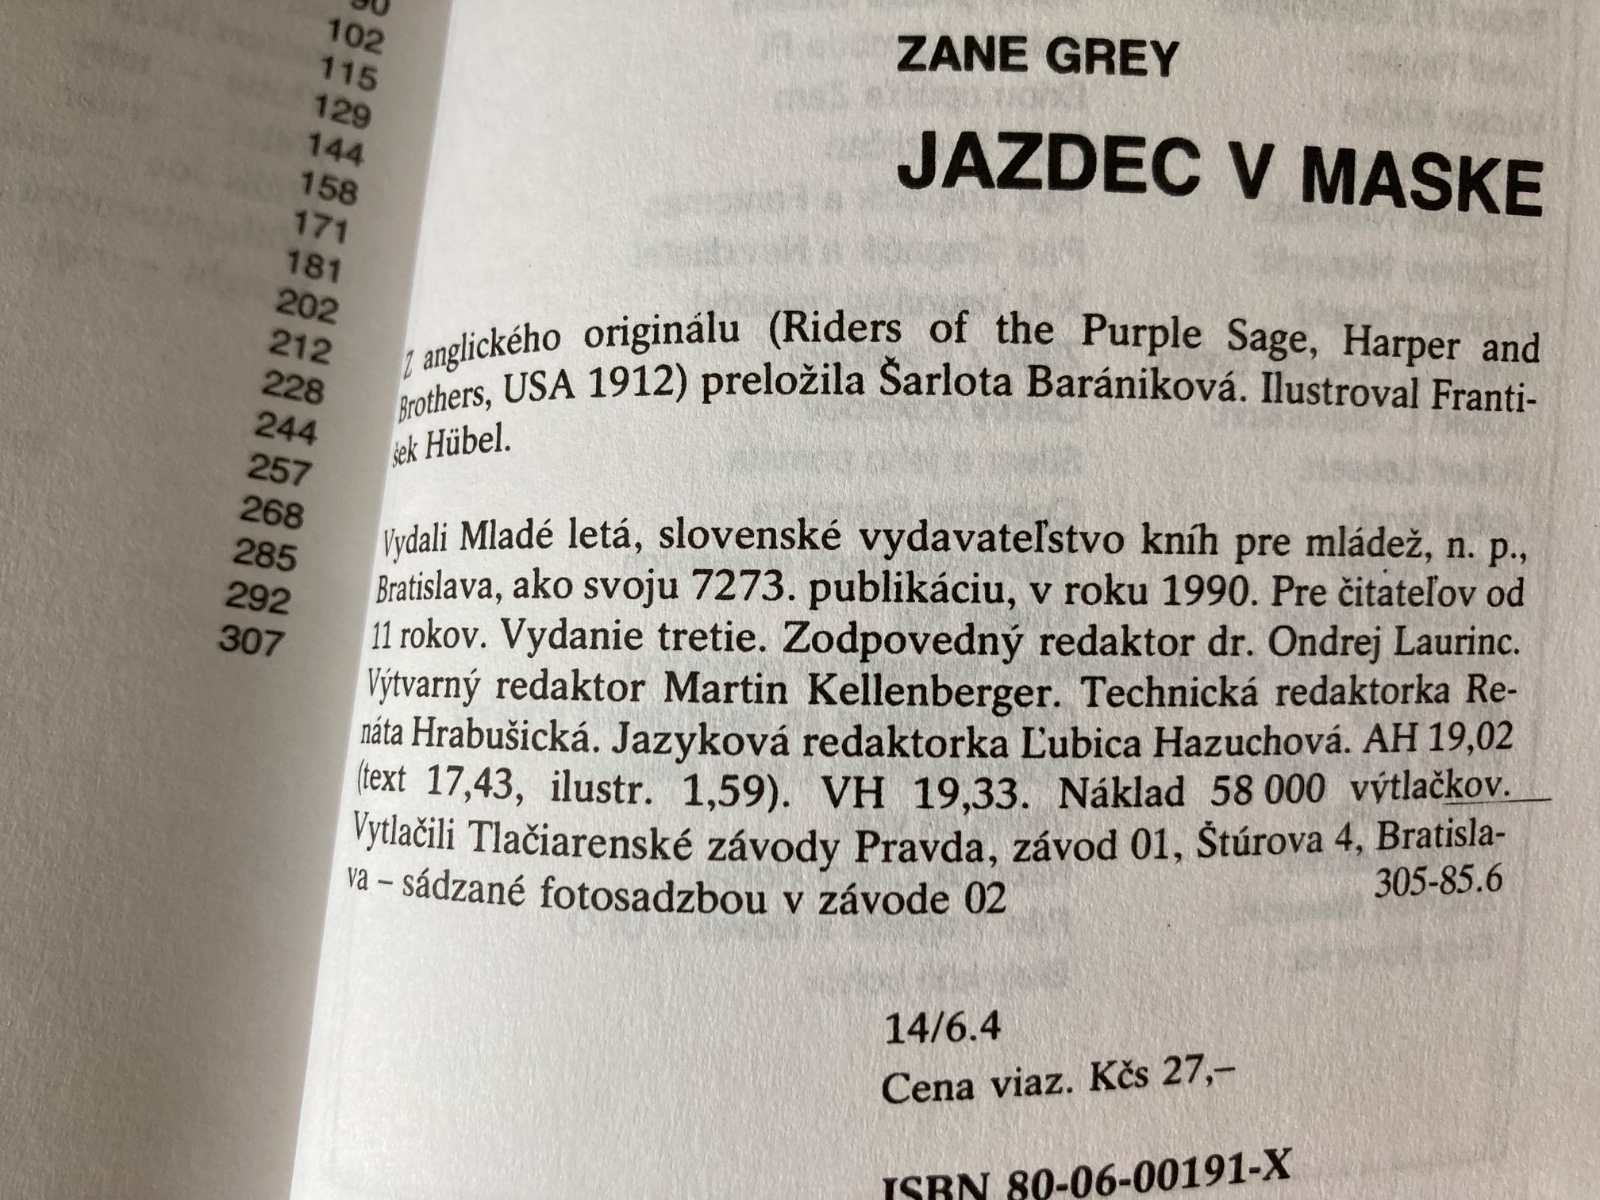 90
102
115
129
144
158
171
181
202
212
228
244
257
268
285
292
307
ZANE GREY
JAZDEC V MASKE
Z anglického originálu (Riders of the Purple Sage, Harper and
Brothers, USA 1912) preložila Šarlota Barániková. Ilustroval Franti-
šek Hübel.
Vydali Mladé letá, slovenské vydavateľstvo kníh pre mládež, n. p.,
Bratislava, ako svoju 7273. publikáciu, v roku 1990. Pre čitateľov od
11 rokov. Vydanie tretie. Zodpovedný redaktor dr. Ondrej Laurinc.
Výtvarný redaktor Martin Kellenberger. Technická redaktorka Re-
náta Hrabušická. Jazyková redaktorka Ľubica Hazuchová. AH 19,02
(text 17,43, ilustr. 1,59). VH 19,33. Náklad 58 000 výtlačkov.
Vytlačili Tlačiarenské závody Pravda, závod 01, Štúrova 4, Bratisla-
va – sádzané fotosadzbou v závode 02 305-85.6
14/6.4
Cena viaz. Kčs 27,–
ISBN 80-06-00191-X